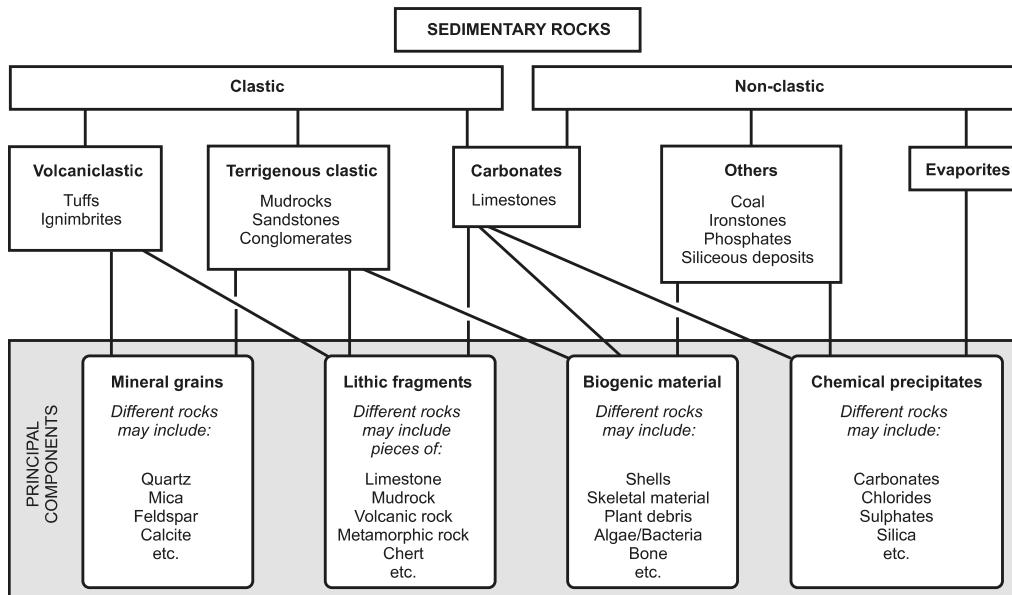 SEDIMENTARY ROCKS
Clastic
Non-clastic
Volcaniclastic
Tuffs
Ignimbrites
Terrigenous clastic
Mudrocks
Sandstones
Conglomerates
Carbonates
Limestones
Others
Coal
Ironstones
Phosphates
Siliceous deposits
Evaporites
PRINCIPAL
COMPONENTS
Mineral grains
Different rocks
may include:
Quartz
Mica
Feldspar
Calcite
etc.
Lithic fragments
Different rocks
may include
pieces of:
Limestone
Mudrock
Volcanic rock
Metamorphic rock
Chert
etc.
Biogenic material
Different rocks
may include:
Shells
Skeletal material
Plant debris
Algae/Bacteria
Bone
etc.
Chemical precipitates
Different rocks
may include:
Carbonates
Chlorides
Sulphates
Silica
etc.